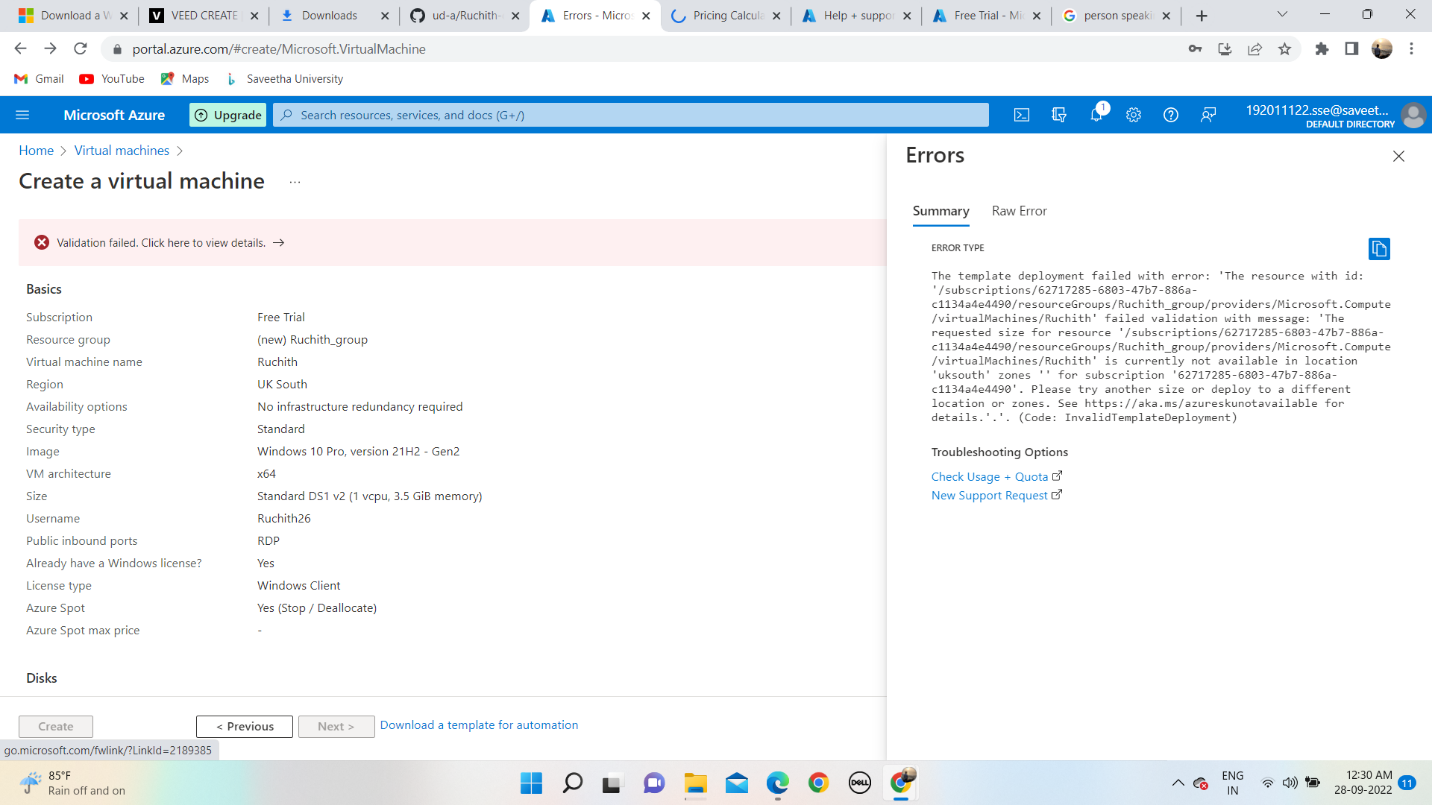 Download a W
VEED CREATE
Downloads
ud-a/Ruchith-
Errors - Micros
Pricing Calcula
Help + suppor
Free Trial - Mi
person speaki
portal.azure.com/#create/Microsoft.VirtualMachine
Gmail
YouTube
Maps
Saveetha University
Microsoft Azure
Upgrade
Search resources, services, and docs (G+/)
1
192011122.sse@saveet...
DEFAULT DIRECTORY
Home > Virtual machines >
Create a virtual machine ...
Validation failed. Click here to view details. →
Basics
Subscription Free Trial
Resource group (new) Ruchith_group
Virtual machine name Ruchith
Region UK South
Availability options No infrastructure redundancy required
Security type Standard
Image Windows 10 Pro, version 21H2 - Gen2
VM architecture x64
Size Standard DS1 v2 (1 vcpu, 3.5 GiB memory)
Username Ruchith26
Public inbound ports RDP
Already have a Windows license? Yes
License type Windows Client
Azure Spot Yes (Stop / Deallocate)
Azure Spot max price -
Disks
Create
< Previous
Next >
Download a template for automation
go.microsoft.com/fwlink/?LinkId=2189385
Errors
Summary
Raw Error
ERROR TYPE
The template deployment failed with error: 'The resource with id:
'/subscriptions/62717285-6803-47b7-886a-
c1134a4e4490/resourceGroups/Ruchith_group/providers/Microsoft.Compute
/virtualMachines/Ruchith' failed validation with message: 'The
requested size for resource '/subscriptions/62717285-6803-47b7-886a-
c1134a4e4490/resourceGroups/Ruchith_group/providers/Microsoft.Compute
/virtualMachines/Ruchith' is currently not available in location
'uksouth' zones '' for subscription '62717285-6803-47b7-886a-
c1134a4e4490'. Please try another size or deploy to a different
location or zones. See https://aka.ms/azureskunotavailable for
details.'.'. (Code: InvalidTemplateDeployment)
Troubleshooting Options
Check Usage + Quota
New Support Request
85°F
Rain off and on
DELL
ENG
IN
12:30 AM
28-09-2022
11